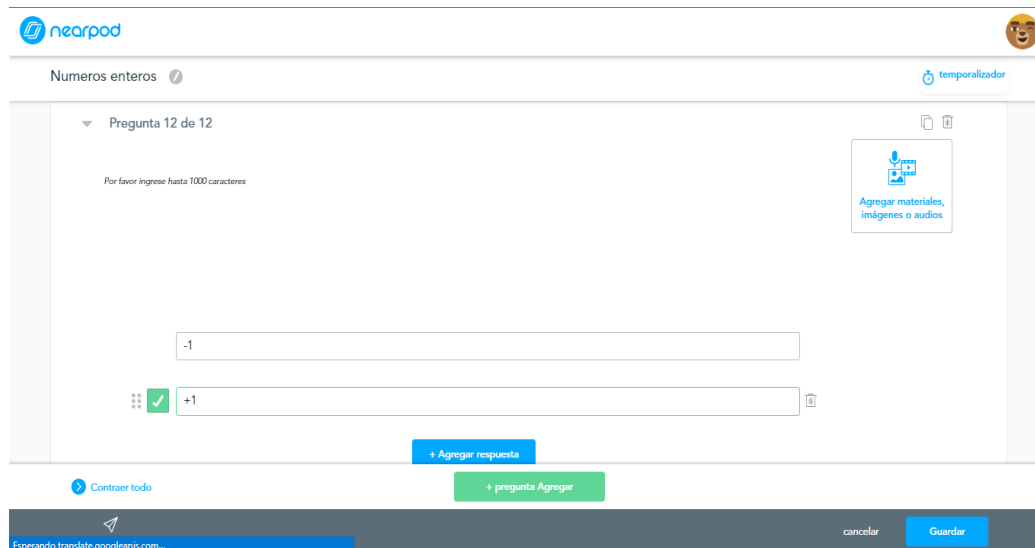 nearpod
Numeros enteros
temporalizador
Pregunta 12 de 12
Por favor ingrese hasta 1000 caracteres
Agregar materiales,
imágenes o audios
-1
+1
+ Agregar respuesta
Contraer todo
+ pregunta Agregar
cancelar
Guardar
Esperando translate.googleapis.com...